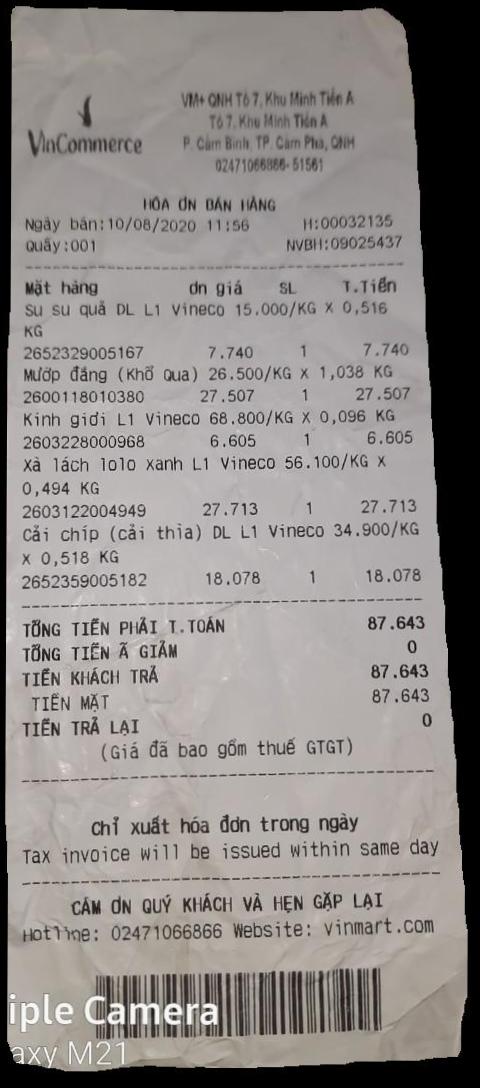 VinCommerce
VM+ QNH Tổ 7, Khu Minh Tiến A
Tổ 7, Khu Minh Tiến A
P. Cẩm Bình, TP. Cẩm Phả, QNH
02471066866-51561
HÓA ƠN BÁN HÀNG
Ngày bán:10/08/2020 11:56 H:00032135
Quầy:001 NVBH:09025437
Mặt hàng ơn giá SL T.Tiền
Su su quả DL L1 Vineco 15.000/KG X 0,516
KG
2652329005167 7.740 1 7.740
Mướp đắng (Khổ Qua) 26.500/KG X 1,038 KG
2600118010380 27.507 1 27.507
Kinh giới L1 Vineco 68.800/KG X 0,096 KG
2603228000968 6.605 1 6.605
Xà lách lolo xanh L1 Vineco 56.100/KG X
0,494 KG
2603122004949 27.713 1 27.713
Cải chíp (cải thìa) DL L1 Vineco 34.900/KG
X 0,518 KG
2652359005182 18.078 1 18.078
TỔNG TIỀN PHẢI T.TOÁN 87.643
TỔNG TIỀN Ã GIẢM 0
TIỀN KHÁCH TRẢ 87.643
TIỀN MẶT 87.643
TIỀN TRẢ LẠI 0
(Giá đã bao gồm thuế GTGT)
Chỉ xuất hóa đơn trong ngày
Tax invoice will be issued within same day
CẢM ƠN QUÝ KHÁCH VÀ HẸN GẶP LẠI
Hotline: 02471066866 Website: vinmart.com
iple Camera
axy M21